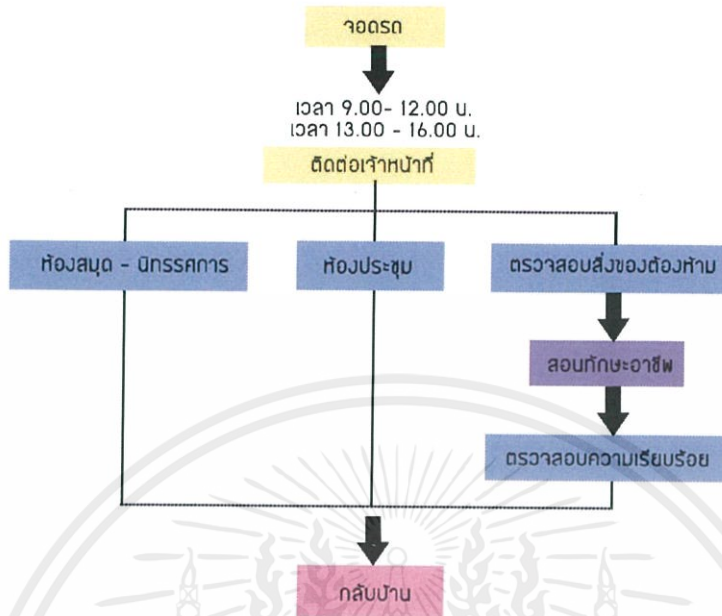 จอดรถ
เวลา 9.00- 12.00 น.
เวลา 13.00 - 16.00 น.
ติดต่อเจ้าหน้าที่
ห้องสมุด - นิทรรศการ
ห้องประชุม
ตรวจสอบสิ่งของต้องห้าม
สอนทักษะอาชีพ
ตรวจสอบความเรียบร้อย
กลับบ้าน